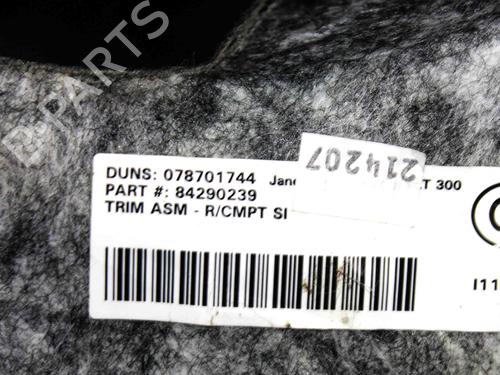 DUNS: 078701744 Jane T 300
PART #: 84290239
TRIM ASM - R/CMPT SI
214207
I11
B-PARTS